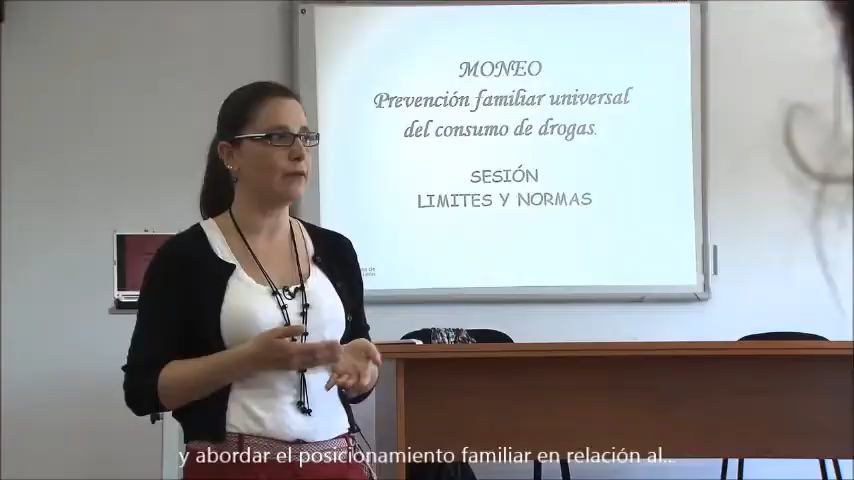 MONEO
Prevención familiar universal
del consumo de drogas.
SESIÓN
LIMITES Y NORMAS
y abordar el posicionamiento familiar en relación al...